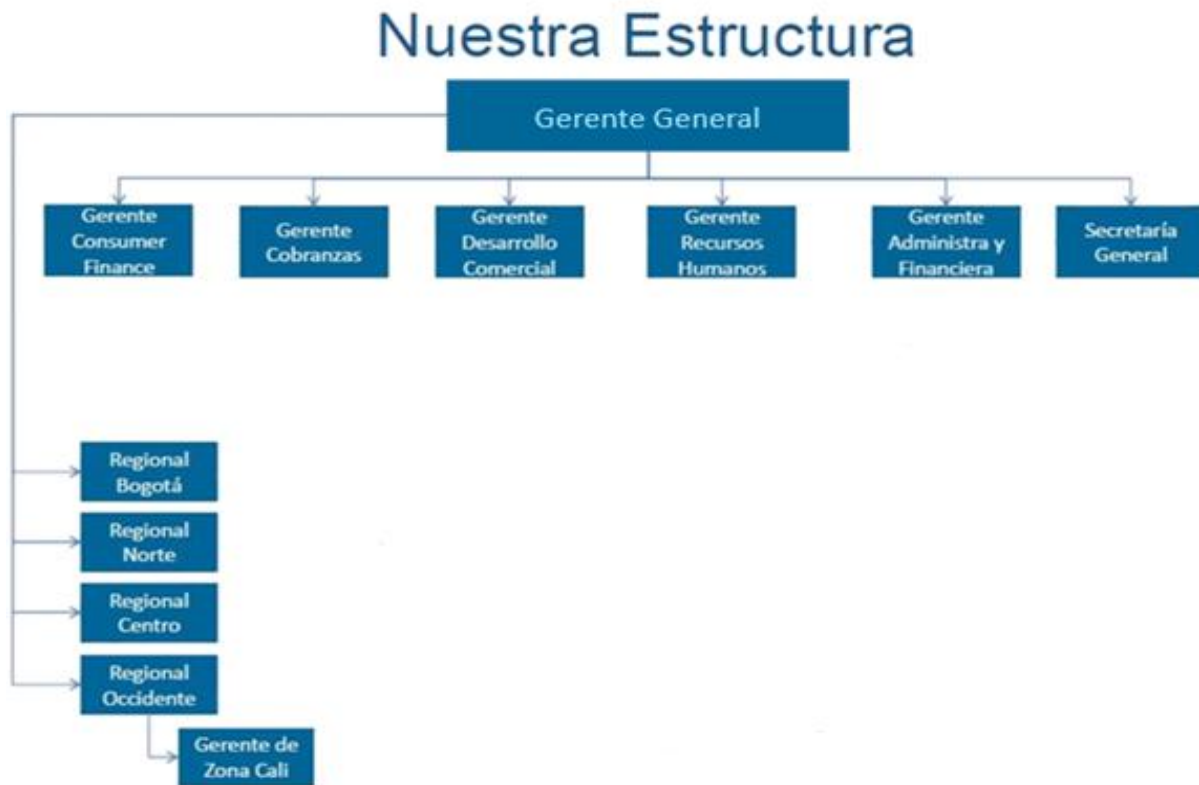 Nuestra Estructura
Gerente General
Gerente
Consumer
Finance
Gerente
Cobranzas
Gerente
Desarrollo
Comercial
Gerente
Recursos
Humanos
Gerente
Administra y
Financiera
Secretaría
General
Regional
Bogotá
Regional
Norte
Regional
Centro
Regional
Occidente
Gerente de
Zona Cali